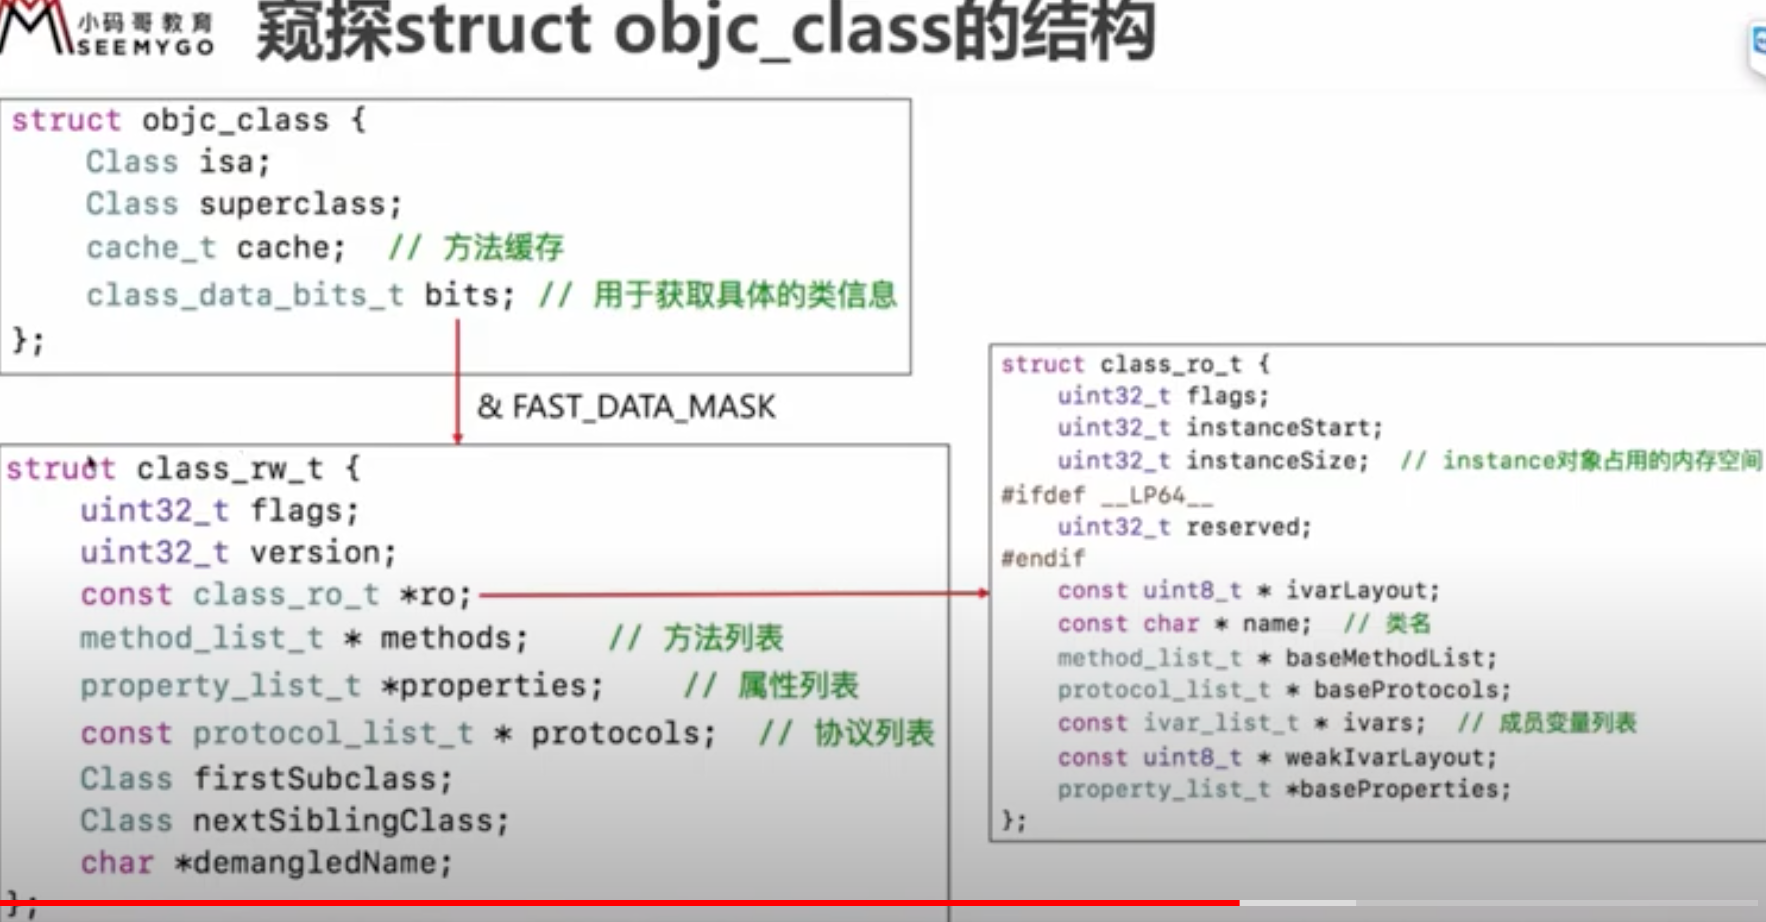 小码哥教育
SEEMYGO
窥探struct objc_class的结构
struct objc_class {
Class isa;
Class superclass;
cache_t cache; // 方法缓存
class_data_bits_t bits; // 用于获取具体的类信息
};
& FAST_DATA_MASK
struct class_rw_t {
uint32_t flags;
uint32_t version;
const class_ro_t *ro;
method_list_t * methods; // 方法列表
property_list_t *properties; // 属性列表
const protocol_list_t * protocols; // 协议列表
Class firstSubclass;
Class nextSiblingClass;
char *demangledName;
};
struct class_ro_t {
uint32_t flags;
uint32_t instanceStart;
uint32_t instanceSize; // instance对象占用的内存空间
#ifdef __LP64__
uint32_t reserved;
#endif
const uint8_t * ivarLayout;
const char * name; // 类名
method_list_t * baseMethodList;
protocol_list_t * baseProtocols;
const ivar_list_t * ivars; // 成员变量列表
const uint8_t * weakIvarLayout;
property_list_t *baseProperties;
};